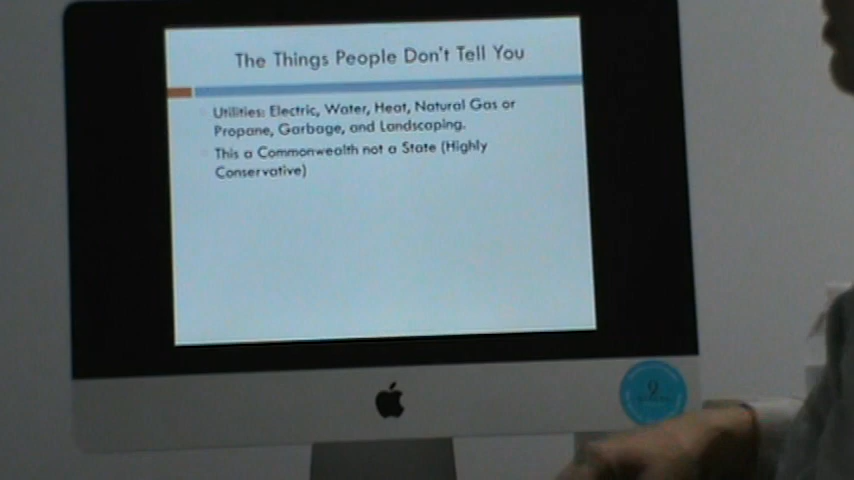 The Things People Don't Tell You
Utilities: Electric, Water, Heat, Natural Gas or
Propane, Garbage, and Landscaping.
This a Commonwealth not a State (Highly
Conservative)
9